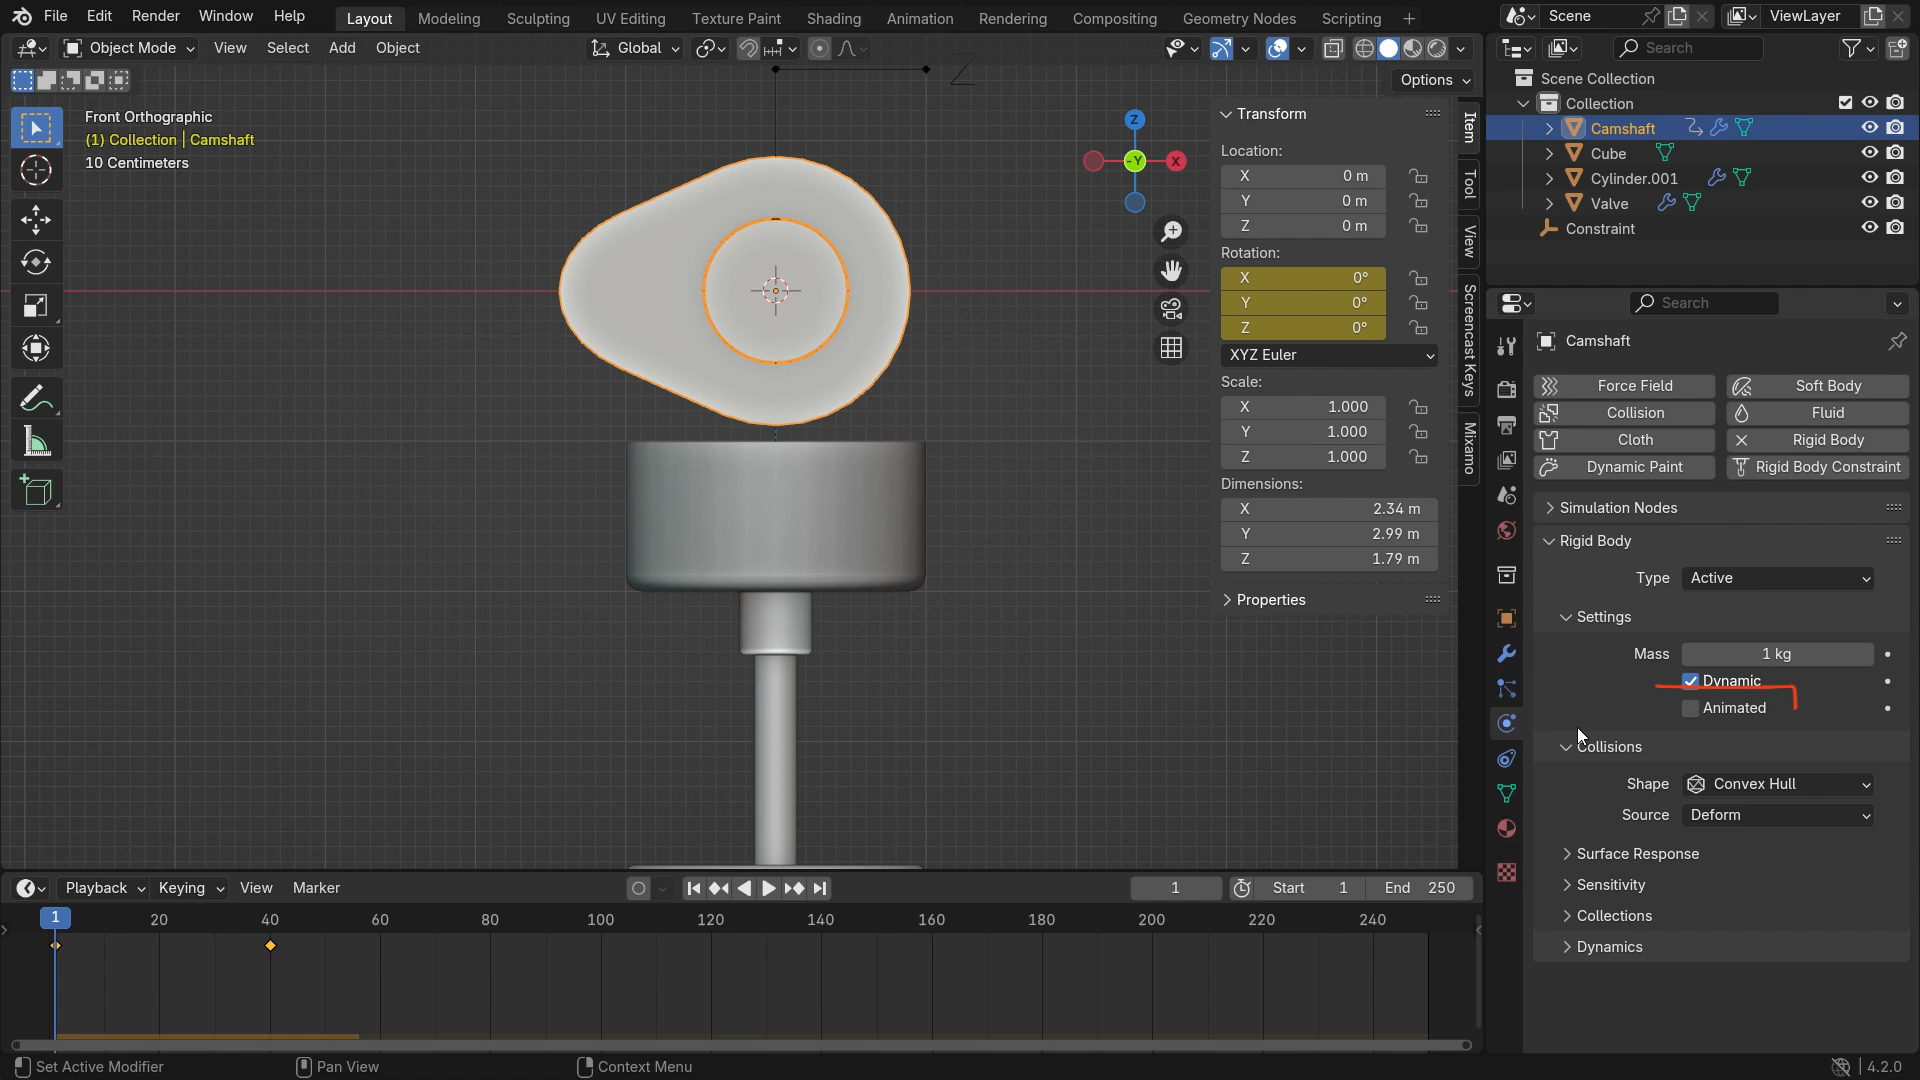 File Edit Render Window Help
Layout Modeling Sculpting UV Editing Texture Paint Shading Animation Rendering Compositing Geometry Nodes Scripting +
Scene
ViewLayer
Object Mode View Select Add Object
Global
Search
Options
Front Orthographic
(1) Collection | Camshaft
10 Centimeters
Z
-Y
X
Transform
Location:
X 0 m
Y 0 m
Z 0 m
Rotation:
X 0°
Y 0°
Z 0°
XYZ Euler
Scale:
X 1.000
Y 1.000
Z 1.000
Dimensions:
X 2.34 m
Y 2.99 m
Z 1.79 m
Properties
Item
Tool
View
Screencast Keys
Mixamo
Scene Collection
Collection
Camshaft
Cube
Cylinder.001
Valve
Constraint
Search
Camshaft
Force Field Soft Body
Collision Fluid
Cloth Rigid Body
Dynamic Paint Rigid Body Constraint
Simulation Nodes
Rigid Body
Type Active
Settings
Mass 1 kg
Dynamic
Animated
Collisions
Shape Convex Hull
Source Deform
Surface Response
Sensitivity
Collections
Dynamics
Playback Keying View Marker
1 Start 1 End 250
1 20 40 60 80 100 120 140 160 180 200 220 240
Set Active Modifier Pan View Context Menu
4.2.0